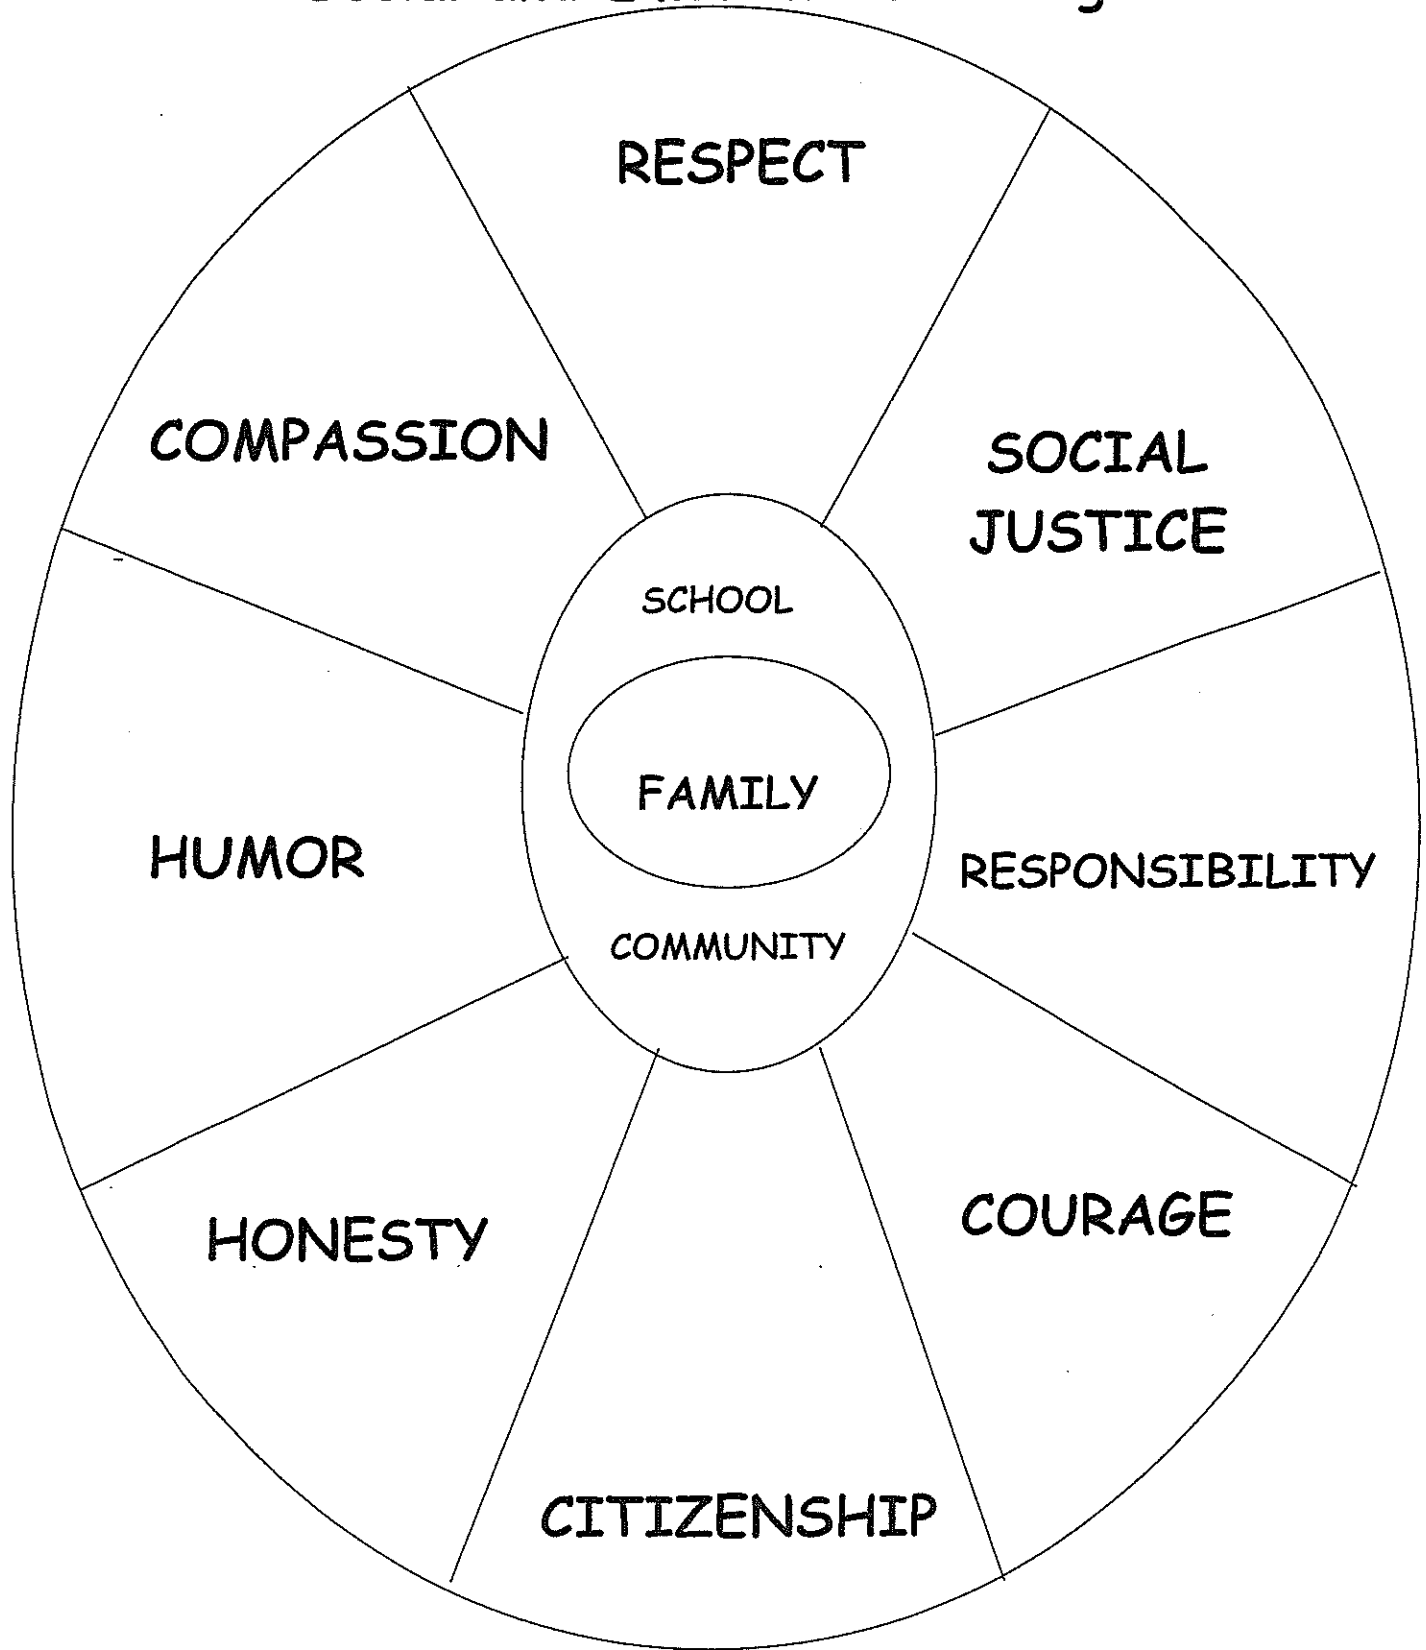 RESPECT
COMPASSION
SOCIAL
JUSTICE
SCHOOL
FAMILY
HUMOR
RESPONSIBILITY
COMMUNITY
HONESTY
COURAGE
CITIZENSHIP